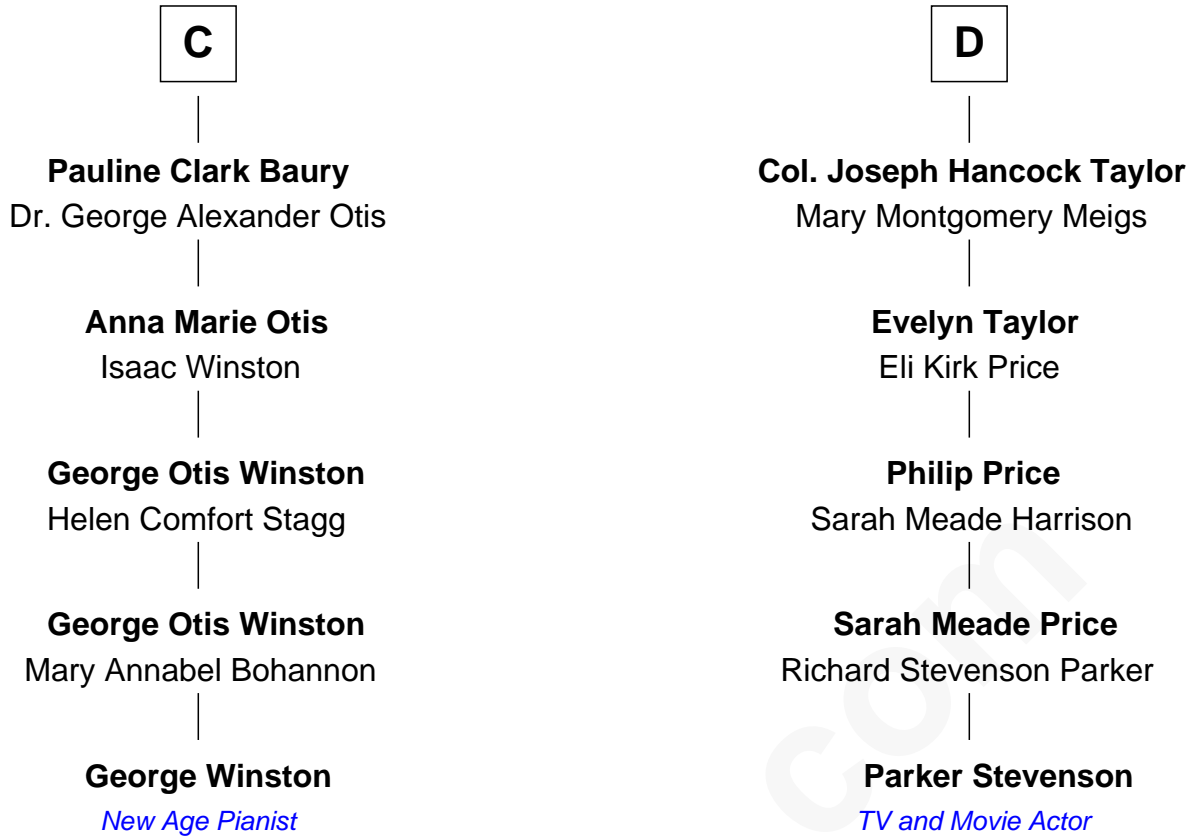 C
Pauline Clark Baury
Dr. George Alexander Otis
Anna Marie Otis
Isaac Winston
George Otis Winston
Helen Comfort Stagg
George Otis Winston
Mary Annabel Bohannon
George Winston
New Age Pianist
D
Col. Joseph Hancock Taylor
Mary Montgomery Meigs
Evelyn Taylor
Eli Kirk Price
Philip Price
Sarah Meade Harrison
Sarah Meade Price
Richard Stevenson Parker
Parker Stevenson
TV and Movie Actor
com